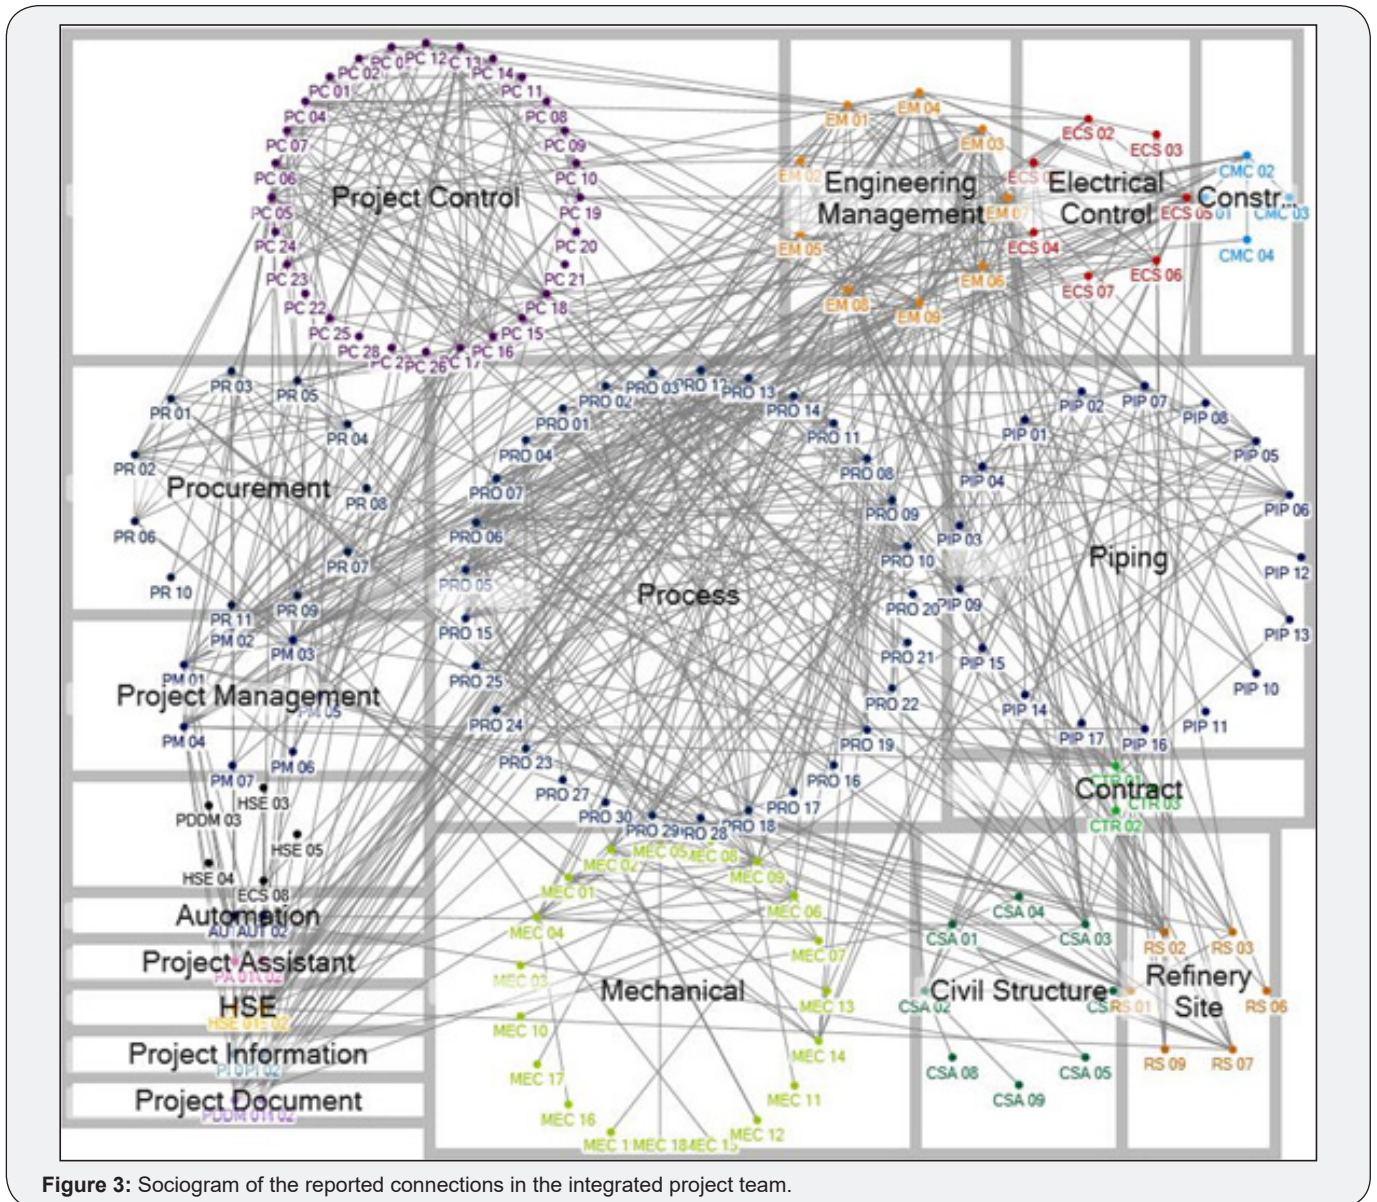 PC 12
PC 02
PC 14
PC 01
PC 11
PC 04
PC 08
PC 07
PC 09
PC 06
PC 10
Project Control
PC 05
PC 19
PC 24
PC 20
PC 23
PC 21
PC 22
PC 18
PC 25
PC 15
PC 28
PC 16
PC 26
EM 04
EM 01
EM 03
EM 02
Engineering
Management
EM 07
EM 05
EM 06
EM 08
EM 09
ECS 02
ECS 03
Electrical
Control
ECS 05
ECS 04
ECS 06
ECS 07
CMC 02
Constr...
CMC 03
CMC 04
PR 03
PR 05
PR 01
PR 04
PR 02
Procurement
PR 08
PR 06
PR 07
PR 10
PR 09
PR 11
PRO 03
PRO 13
PRO 02
PRO 14
PRO 01
PRO 11
PRO 04
PRO 08
PRO 07
PRO 09
PRO 06
PRO 10
PRO 05
Process
PRO 20
PRO 15
PRO 21
PRO 25
PRO 22
PRO 24
PRO 19
PRO 23
PRO 16
PRO 27
PRO 17
PRO 30
PRO 18
PRO 29
PRO 28
PIP 07
PIP 02
PIP 08
PIP 01
PIP 05
PIP 04
PIP 06
PIP 03
Piping
PIP 12
PIP 09
PIP 13
PIP 15
PIP 10
PIP 14
PIP 11
PIP 17
PIP 16
PM 02
PM 03
PM 01
Project Management
PM 05
PM 04
PM 06
PM 07
HSE 03
PDDM 03
HSE 05
HSE 04
ECS 08
Automation
AUT 02
Project Assistant
HSE
Project Information
Project Document
Contract
CTR 03
CTR 02
MEC 05
MEC 08
MEC 02
MEC 09
MEC 01
MEC 06
MEC 04
MEC 07
MEC 03
Mechanical
MEC 13
MEC 10
MEC 14
MEC 17
MEC 11
MEC 16
MEC 12
MEC 18
CSA 04
CSA 01
CSA 03
Civil Structure
CSA 02
CSA 08
CSA 05
CSA 09
RS 02
RS 03
Refinery
Site
RS 01
RS 06
RS 09
RS 07
Figure 3: Sociogram of the reported connections in the integrated project team.